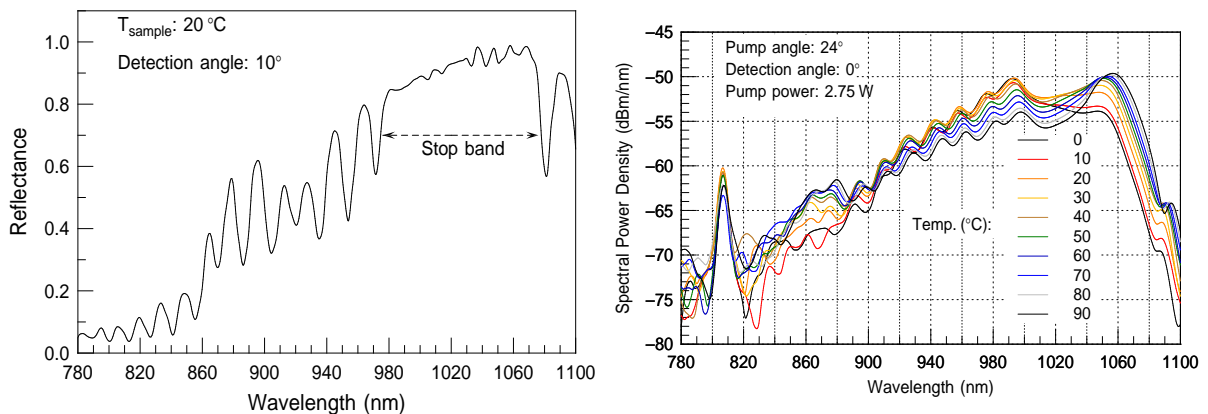 T_sample: 20 °C
Detection angle: 10°
Stop band
Reflectance
1.0
0.8
0.6
0.4
0.2
0.0
780 820 860 900 940 980 1020 1060 1100
Wavelength (nm)
Pump angle: 24°
Detection angle: 0°
Pump power: 2.75 W
Spectral Power Density (dBm/nm)
−45
−50
−55
−60
−65
−70
−75
−80
Temp. (°C):
0
10
20
30
40
50
60
70
80
90
780 820 860 900 940 980 1020 1060 1100
Wavelength (nm)